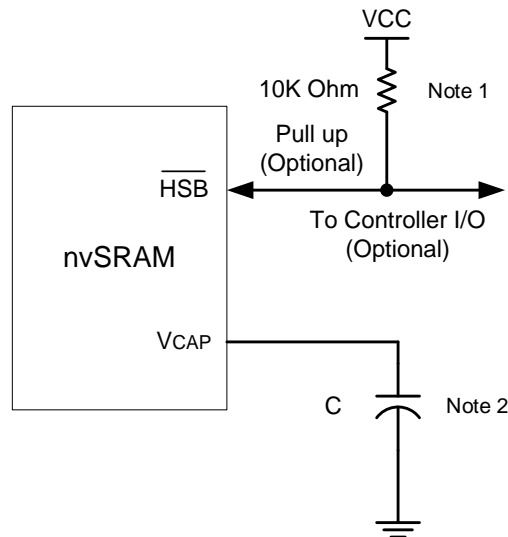 VCC
10K Ohm
Note 1
Pull up
(Optional)
HSB
To Controller I/O
(Optional)
nvSRAM
VCAP
C
Note 2